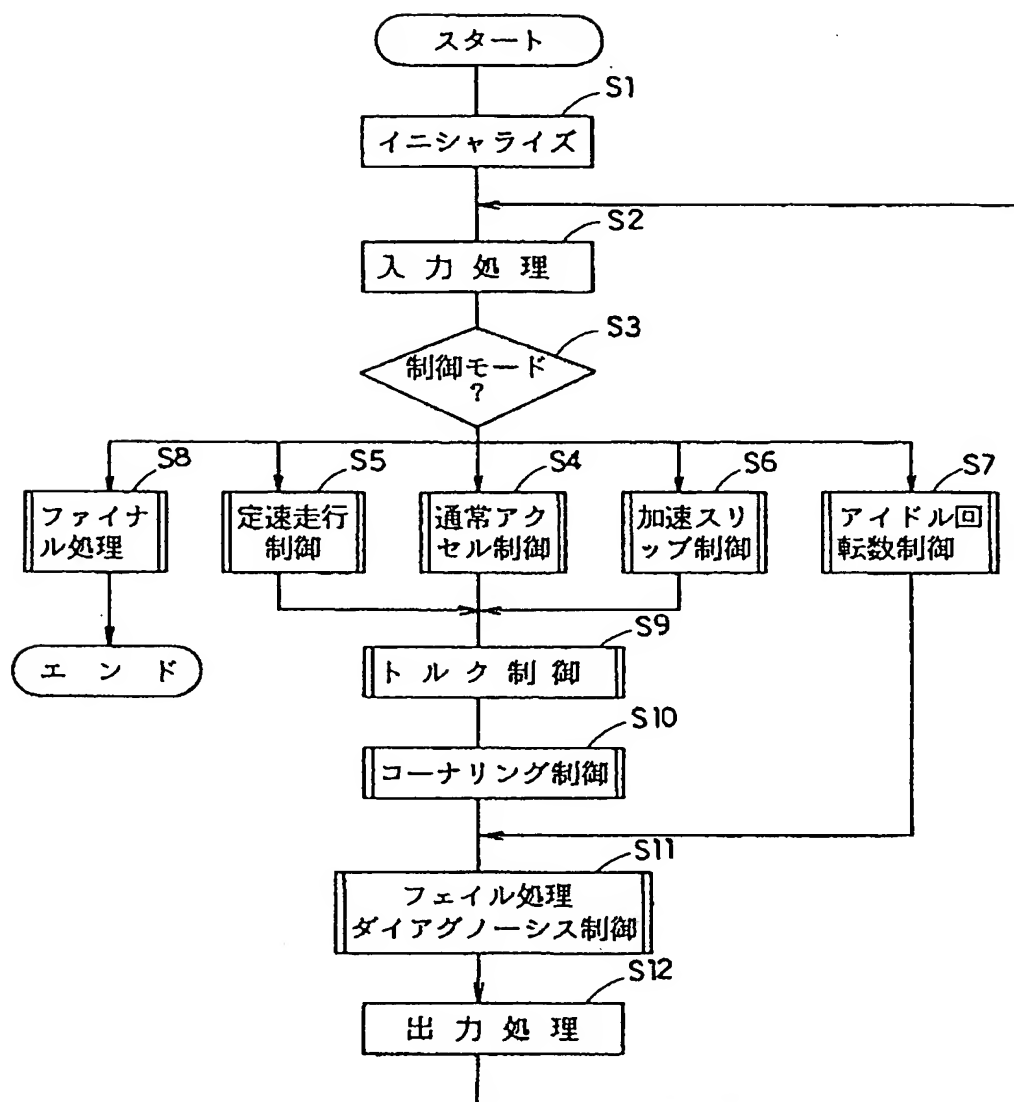 スタート
S1
イニシャライズ
S2
入力処理
S3
制御モード
?
S8
ファイナ
ル処理
S5
定速走行
制御
S4
通常アク
セル制御
S6
加速スリ
ップ制御
S7
アイドル回
転数制御
エンド
S9
トルク制御
S10
コーナリング制御
S11
フェイル処理
ダイアグノーシス制御
S12
出力処理